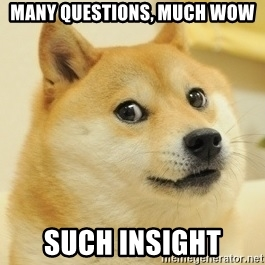 MANY QUESTIONS, MUCH WOW
SUCH INSIGHT
memegenerator.net